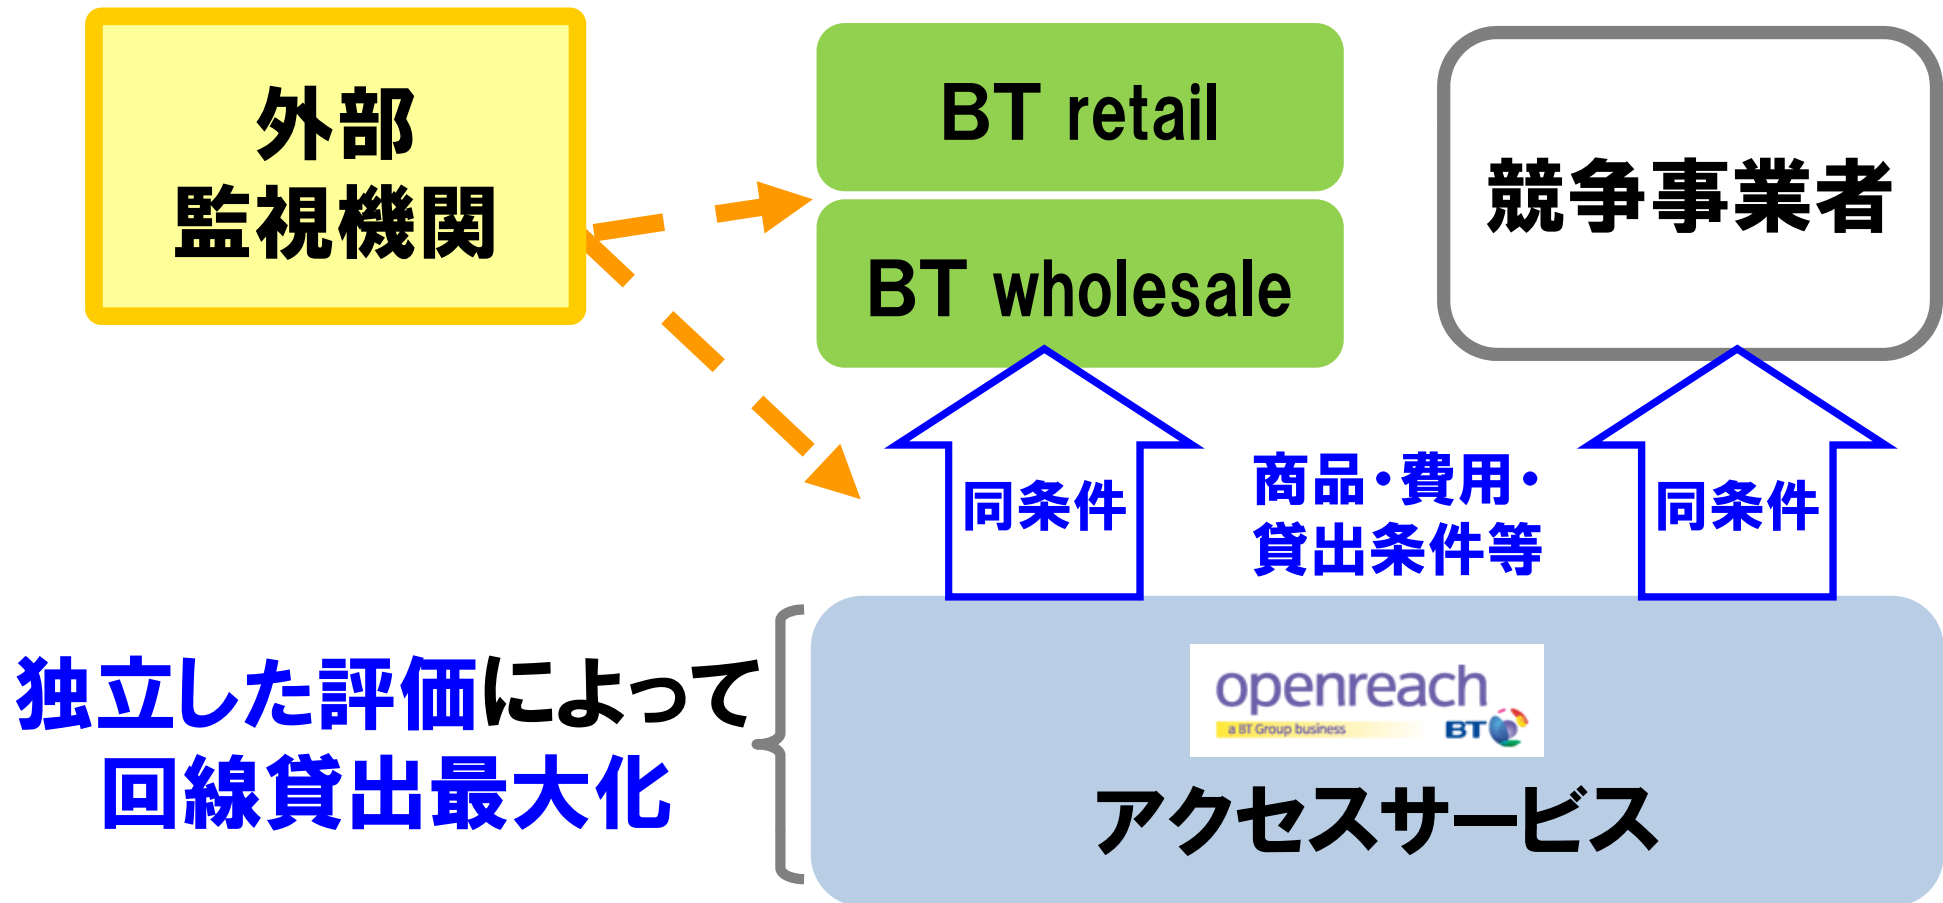 外部
監視機関
BT retail
BT wholesale
競争事業者
同条件
商品・費用・
貸出条件等
同条件
独立した評価によって
回線貸出最大化
openreach
a BT Group business
BT
アクセスサービス